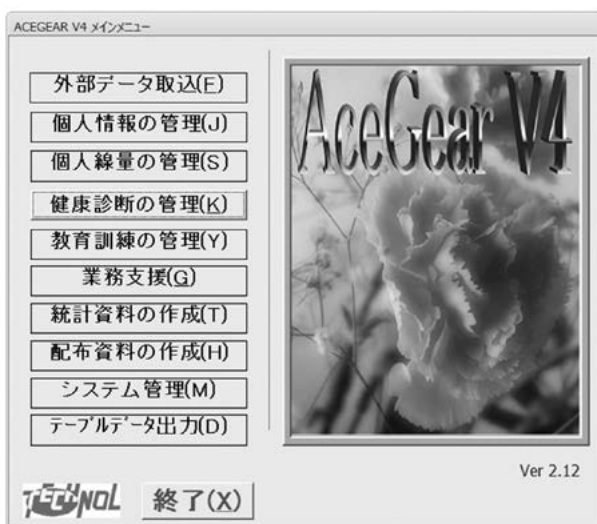 ACEGEAR V4 メインメニュー
外部データ取込(F)
個人情報の管理(J)
個人線量の管理(S)
健康診断の管理(K)
教育訓練の管理(Y)
業務支援(G)
統計資料の作成(T)
配布資料の作成(H)
システム管理(M)
テーブルデータ出力(D)
AceGear V4
Ver 2.12
TECHNOL
終了(X)